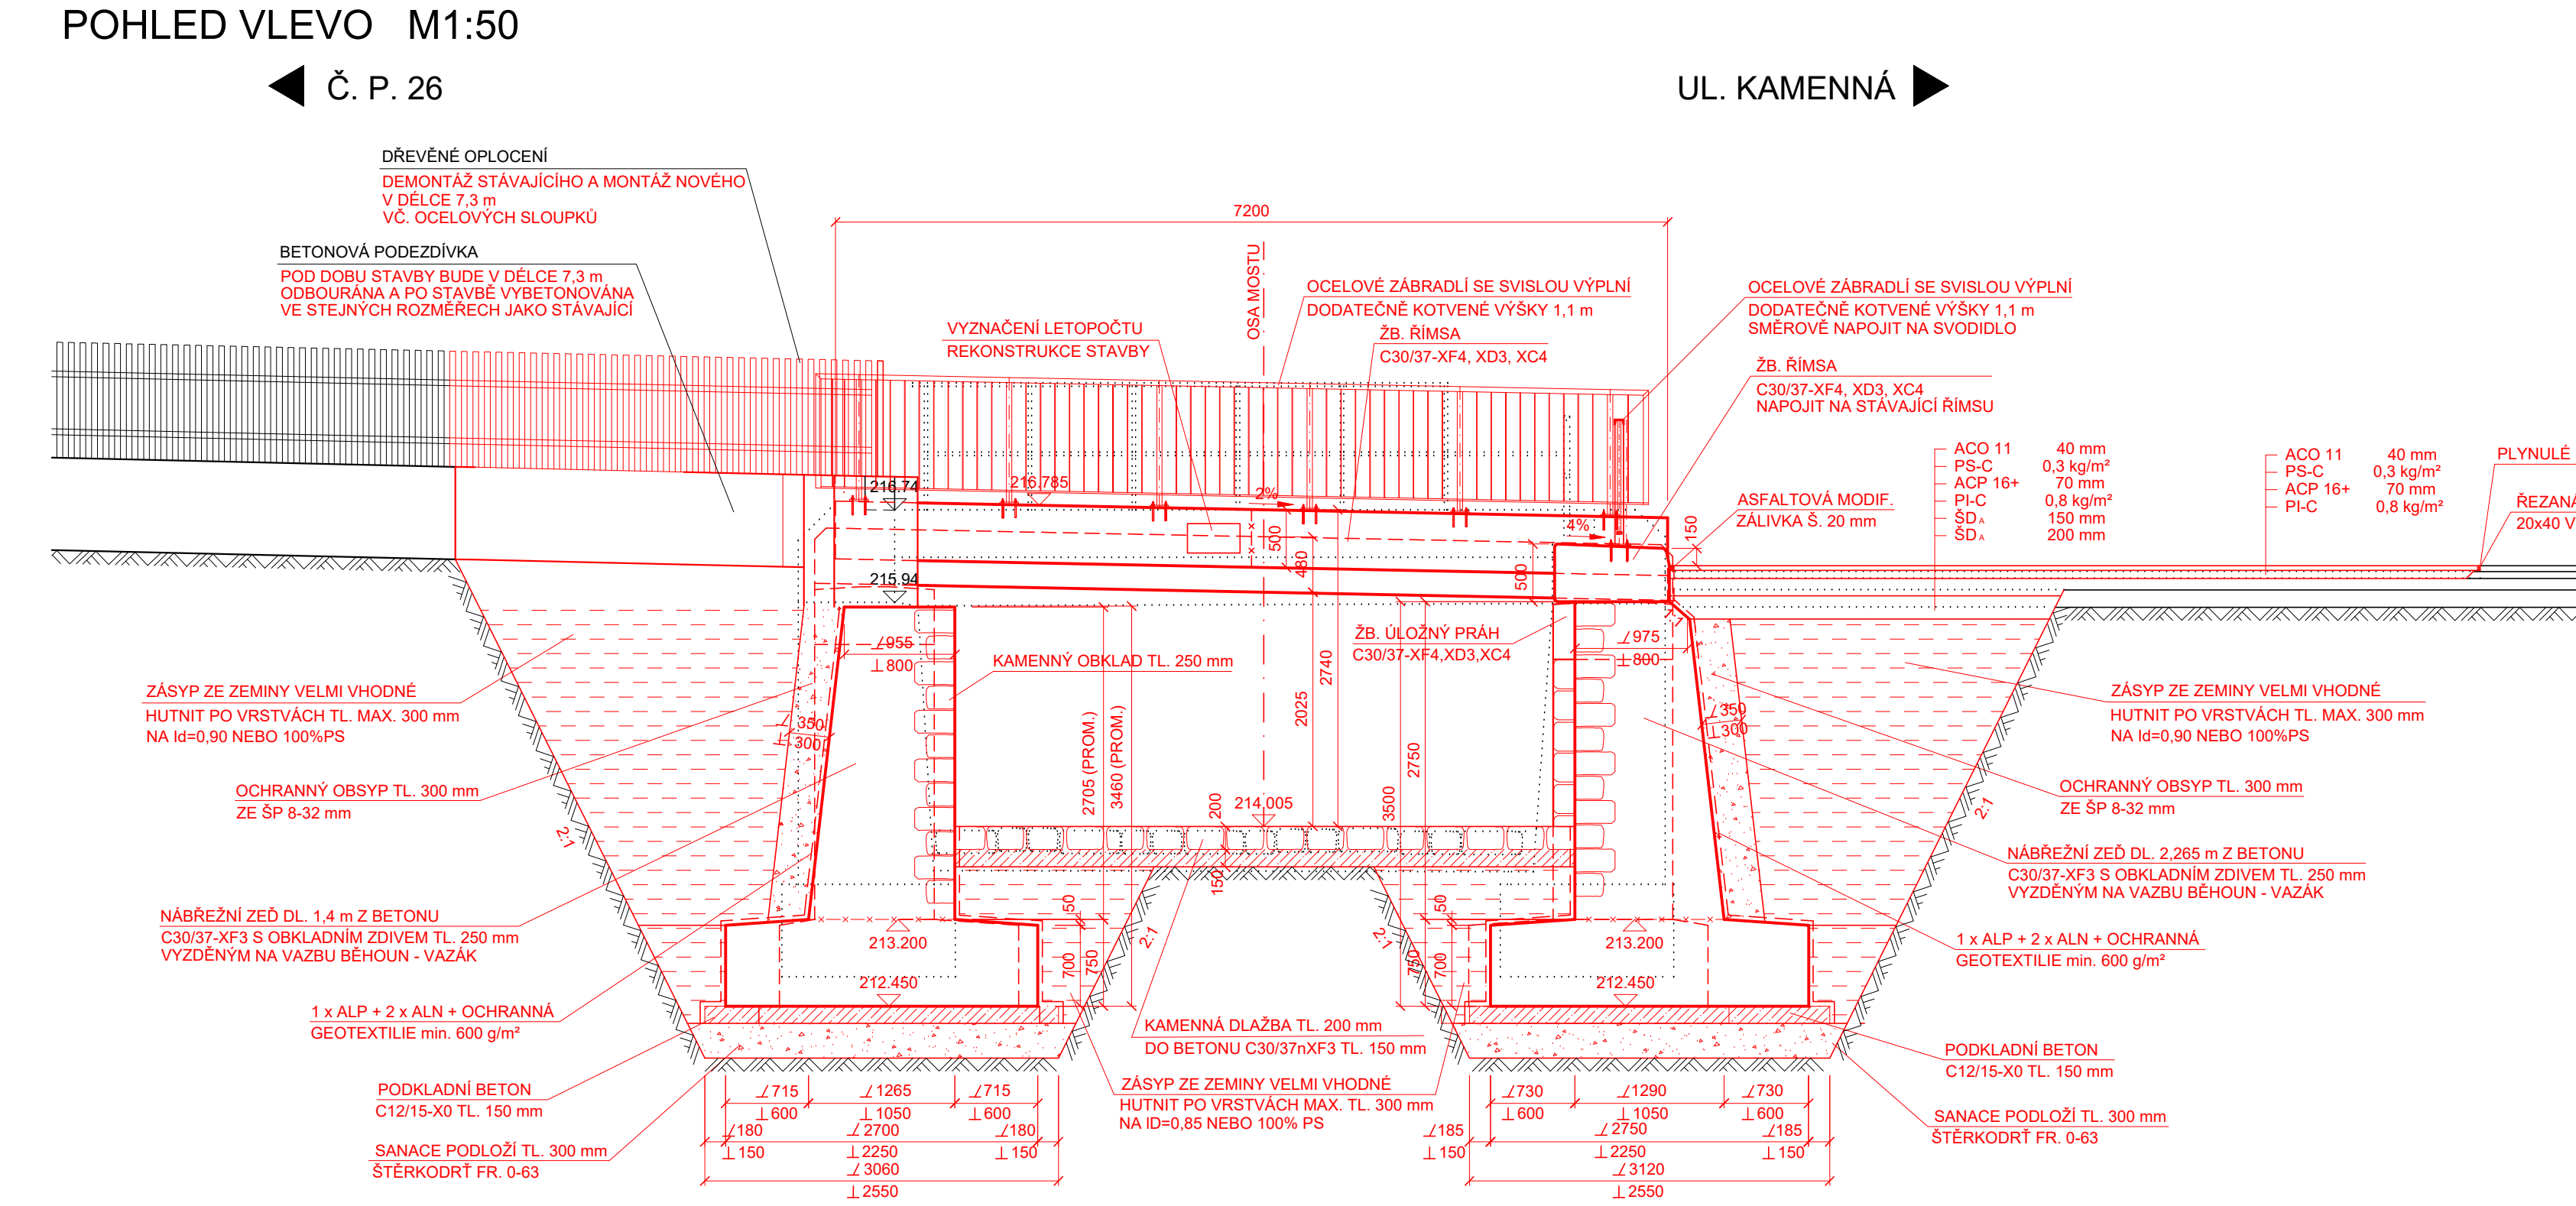 POHLED VLEVO M1:50
Č. P. 26
UL. KAMENNÁ
DŘEVĚNÉ OPLOCENÍ
DEMONTÁŽ STÁVAJÍCÍHO A MONTÁŽ NOVÉHO
V DÉLCE 7,3 m
VČ. OCELOVÝCH SLOUPKŮ
BETONOVÁ PODEZDÍVKA
POD DOBU STAVBY BUDE V DÉLCE 7,3 m
ODBOURÁNA A PO STAVBĚ VYBETONOVÁNA
VE STEJNÝCH ROZMĚRECH JAKO STÁVAJÍCÍ
7200
OSA MOSTU
VYZNAČENÍ LETOPOČTU
REKONSTRUKCE STAVBY
OCELOVÉ ZÁBRADLÍ SE SVISLOU VÝPLNÍ
DODATEČNĚ KOTVENÉ VÝŠKY 1,1 m
ŽB. ŘÍMSA
C30/37-XF4, XD3, XC4
OCELOVÉ ZÁBRADLÍ SE SVISLOU VÝPLNÍ
DODATEČNĚ KOTVENÉ VÝŠKY 1,1 m
SMĚROVĚ NAPOJIT NA SVODIDLO
ŽB. ŘÍMSA
C30/37-XF4, XD3, XC4
NAPOJIT NA STÁVAJÍCÍ ŘÍMSU
ASFALTOVÁ MODIF.
ZÁLIVKA Š. 20 mm
ACO 11 40 mm
PS-C 0,3 kg/m²
ACP 16+ 70 mm
PI-C 0,8 kg/m²
ŠDA 150 mm
ŠDA 200 mm
ACO 11 40 mm
PS-C 0,3 kg/m²
ACP 16+ 70 mm
PI-C 0,8 kg/m²
PLYNULÉ
ŘEZANÁ
20x40 V
216.74
216.785
2%
4%
150
500
480
500
215.94
∠955
⊥800
KAMENNÝ OBKLAD TL. 250 mm
ŽB. ÚLOŽNÝ PRÁH
C30/37-XF4,XD3,XC4
∠975
⊥800
1:1
2740
2025
2705 (PROM.)
3460 (PROM.)
2750
3500
∠350
⊥300
∠350
⊥300
200
214.005
150
ZÁSYP ZE ZEMINY VELMI VHODNÉ
HUTNIT PO VRSTVÁCH TL. MAX. 300 mm
NA Id=0,90 NEBO 100%PS
OCHRANNÝ OBSYP TL. 300 mm
ZE ŠP 8-32 mm
2:1
NÁBŘEŽNÍ ZEĎ DL. 1,4 m Z BETONU
C30/37-XF3 S OBKLADNÍM ZDIVEM TL. 250 mm
VYZDĚNÝM NA VAZBU BĚHOUN - VAZÁK
1 x ALP + 2 x ALN + OCHRANNÁ
GEOTEXTILIE min. 600 g/m²
PODKLADNÍ BETON
C12/15-X0 TL. 150 mm
SANACE PODLOŽÍ TL. 300 mm
ŠTĚRKODRŤ FR. 0-63
ZÁSYP ZE ZEMINY VELMI VHODNÉ
HUTNIT PO VRSTVÁCH TL. MAX. 300 mm
NA Id=0,90 NEBO 100%PS
OCHRANNÝ OBSYP TL. 300 mm
ZE ŠP 8-32 mm
2:1
NÁBŘEŽNÍ ZEĎ DL. 2,265 m Z BETONU
C30/37-XF3 S OBKLADNÍM ZDIVEM TL. 250 mm
VYZDĚNÝM NA VAZBU BĚHOUN - VAZÁK
1 x ALP + 2 x ALN + OCHRANNÁ
GEOTEXTILIE min. 600 g/m²
PODKLADNÍ BETON
C12/15-X0 TL. 150 mm
SANACE PODLOŽÍ TL. 300 mm
ŠTĚRKODRŤ FR. 0-63
213.200
212.450
50
700
750
2:1
2:1
50
750
700
213.200
212.450
KAMENNÁ DLAŽBA TL. 200 mm
DO BETONU C30/37nXF3 TL. 150 mm
ZÁSYP ZE ZEMINY VELMI VHODNÉ
HUTNIT PO VRSTVÁCH MAX. TL. 300 mm
NA ID=0,85 NEBO 100% PS
∠715 ∠1265 ∠715
⊥600 ⊥1050 ⊥600
∠180 ∠2700 ∠180
⊥150 ⊥2250 ⊥150
∠3060
⊥2550
∠730 ∠1290 ∠730
⊥600 ⊥1050 ⊥600
∠185 ∠2750 ∠185
⊥150 ⊥2250 ⊥150
∠3120
⊥2550